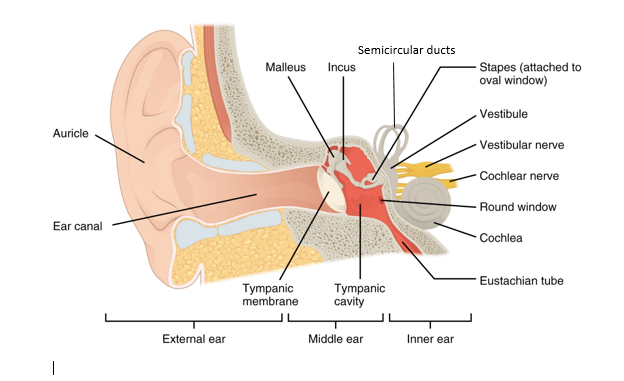 Semicircular ducts
Malleus
Incus
Stapes (attached to
oval window)
Vestibule
Auricle
Vestibular nerve
Cochlear nerve
Round window
Ear canal
Cochlea
Eustachian tube
Tympanic
membrane
Tympanic
cavity
External ear
Middle ear
Inner ear